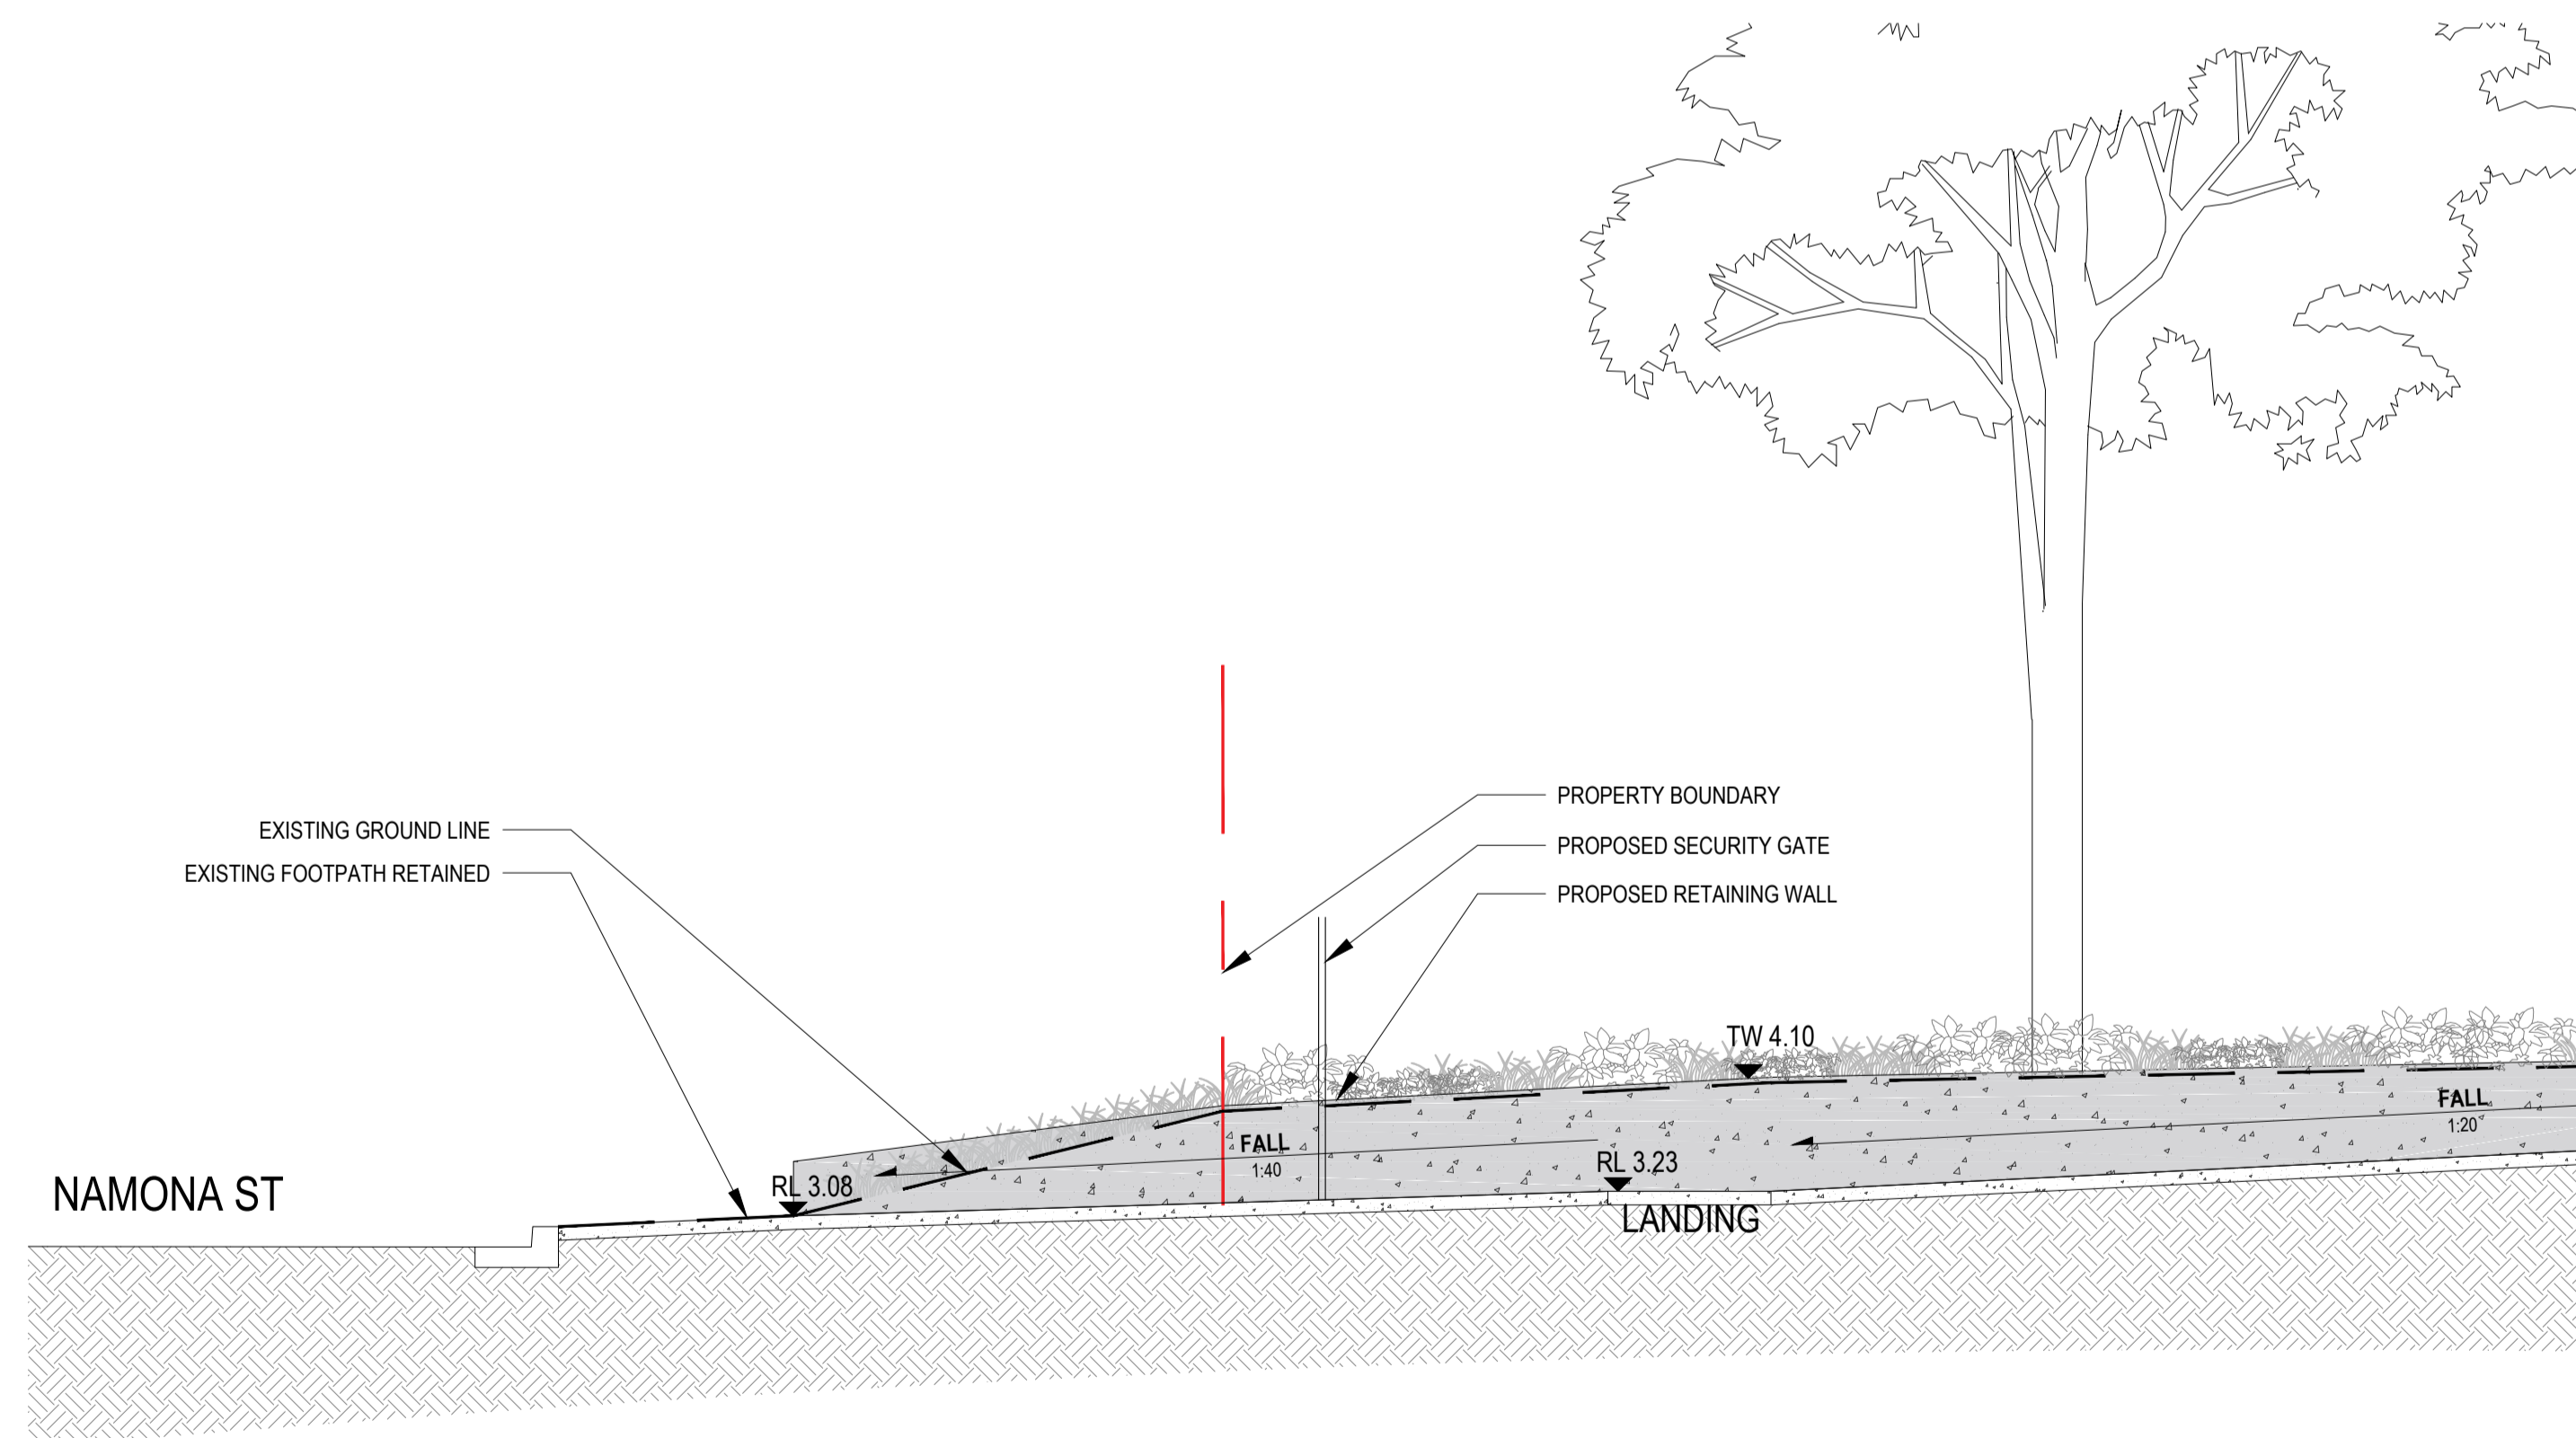 PROPERTY BOUNDARY
EXISTING GROUND LINE
PROPOSED SECURITY GATE
EXISTING FOOTPATH RETAINED
PROPOSED RETAINING WALL
TW 4.10
FALL
1:20
FALL
1:40
RL 3.23
RL 3.08
NAMONA ST
LANDING